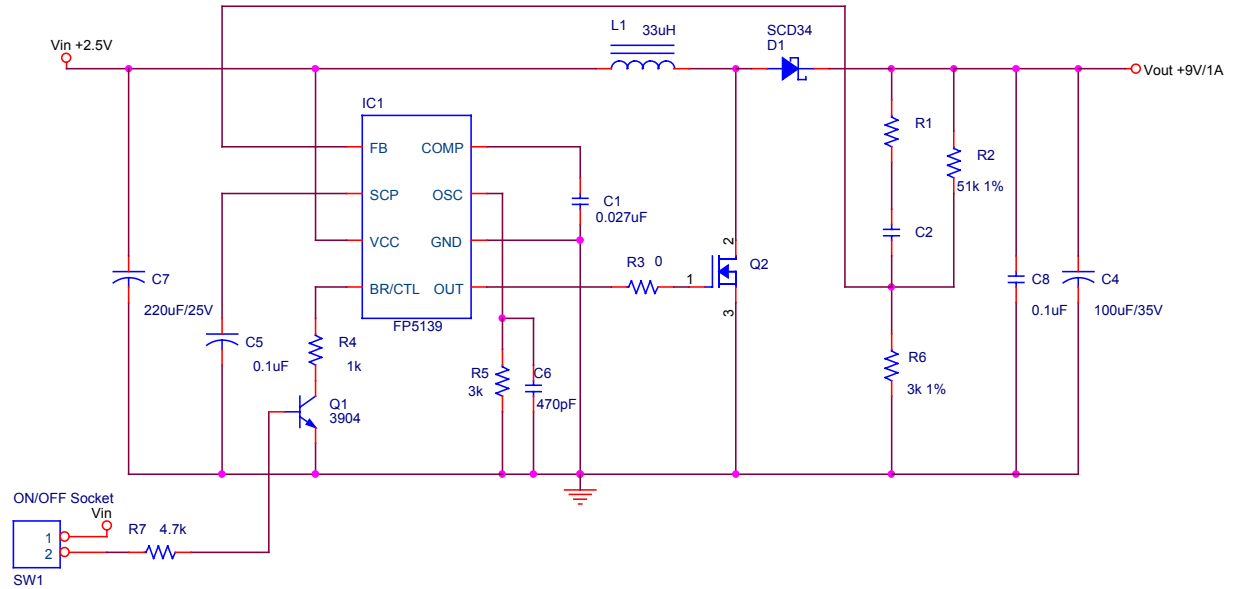 L1 33uH
SCD34
D1
Vin +2.5V
Vout +9V/1A
IC1
FB COMP
SCP OSC
VCC GND
BR/CTL OUT
FP5139
C1
0.027uF
R1
R2
51k 1%
C2
R3 0
1
2
3
Q2
C7
220uF/25V
C5
0.1uF
R4
1k
Q1
3904
R5
3k
C6
470pF
R6
3k 1%
C8
0.1uF
C4
100uF/35V
ON/OFF Socket
Vin
1
2
R7 4.7k
SW1